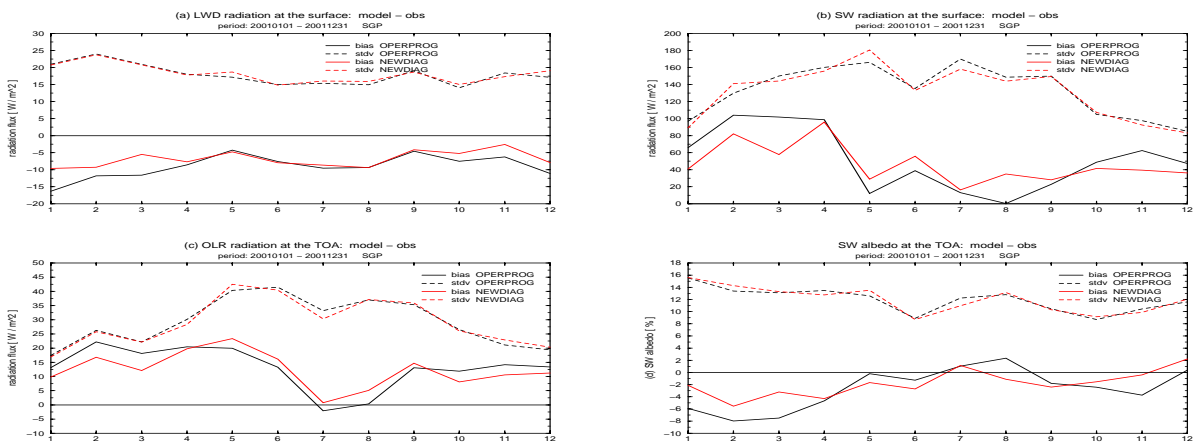 (a) LWD radiation at the surface: model − obs
period: 20010101 − 20011231 SGP
radiation flux [ W / m^2 ]
30
25
20
15
10
5
0
−5
−10
−15
−20
bias OPERPROG
stdv OPERPROG
bias NEWDIAG
stdv NEWDIAG
1 2 3 4 5 6 7 8 9 10 11 12
(b) SW radiation at the surface: model − obs
period: 20010101 − 20011231 SGP
radiation flux [ W / m^2 ]
200
180
160
140
120
100
80
60
40
20
0
bias OPERPROG
stdv OPERPROG
bias NEWDIAG
stdv NEWDIAG
1 2 3 4 5 6 7 8 9 10 11 12
(c) OLR radiation at the TOA: model − obs
period: 20010101 − 20011231 SGP
radiation flux [ W / m^2 ]
50
45
40
35
30
25
20
15
10
5
0
−5
−10
bias OPERPROG
stdv OPERPROG
bias NEWDIAG
stdv NEWDIAG
1 2 3 4 5 6 7 8 9 10 11 12
SW albedo at the TOA: model − obs
period: 20010101 − 20011231 SGP
(d) SW albedo [ % ]
18
16
14
12
10
8
6
4
2
0
−2
−4
−6
−8
−10
bias OPERPROG
stdv OPERPROG
bias NEWDIAG
stdv NEWDIAG
1 2 3 4 5 6 7 8 9 10 11 12